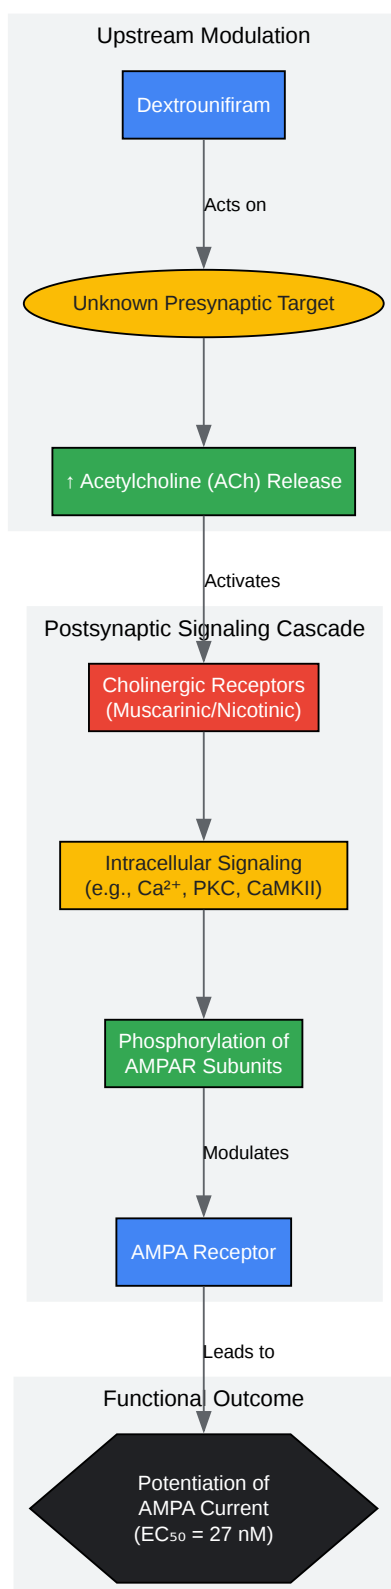 Upstream Modulation
Dextrounifiram
Acts on
Unknown Presynaptic Target
↑ Acetylcholine (ACh) Release
Activates
Postsynaptic Signaling Cascade
Cholinergic Receptors
(Muscarinic/Nicotinic)
Intracellular Signaling
(e.g., Ca²⁺, PKC, CaMKII)
Phosphorylation of
AMPAR Subunits
Modulates
AMPA Receptor
Leads to
Functional Outcome
Potentiation of
AMPA Current
(EC₅₀ = 27 nM)